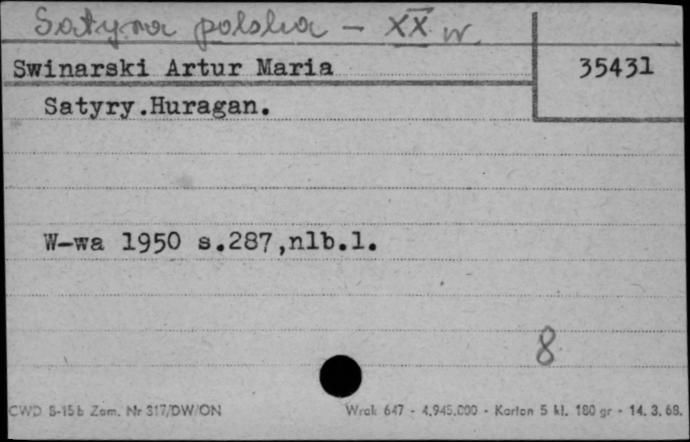 Satyra polska - XX w.
Swinarski Artur Maria
35431
Satyry.Huragan.
W-wa 1950 s.287,nlb.1.
8
CWD S-15b Zam. Nr 317/DW/ON
Wrak 647 - 4.945.000 - Karton 5 kl. 180 gr - 14. 3. 68.